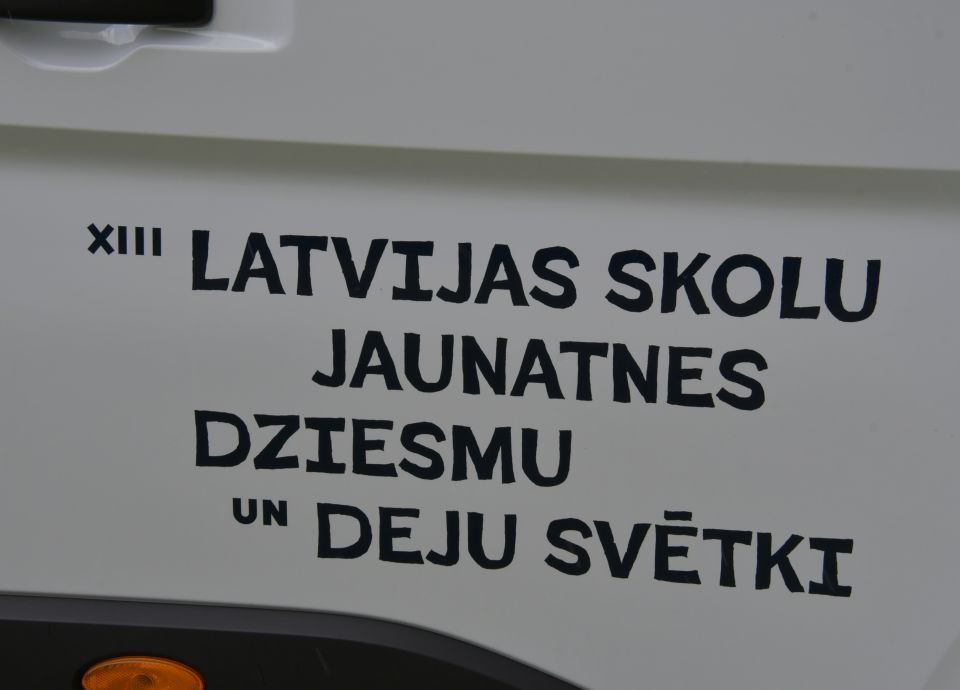 XIII LATVIJAS SKOLU
JAUNATNES
DZIESMU
UN DEJU SVĒTKI